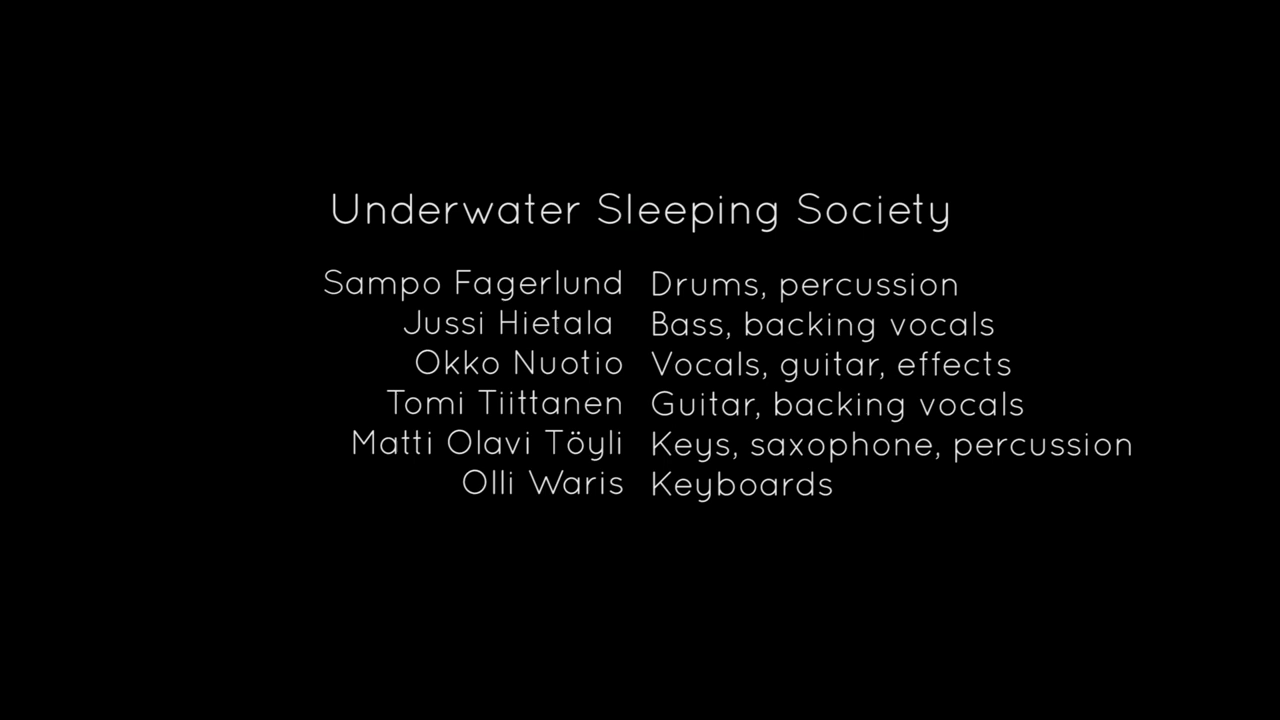 Underwater Sleeping Society
Sampo Fagerlund Drums, percussion
Jussi Hietala Bass, backing vocals
Okko Nuotio Vocals, guitar, effects
Tomi Tiittanen Guitar, backing vocals
Matti Olavi Töyli Keys, saxophone, percussion
Olli Waris Keyboards